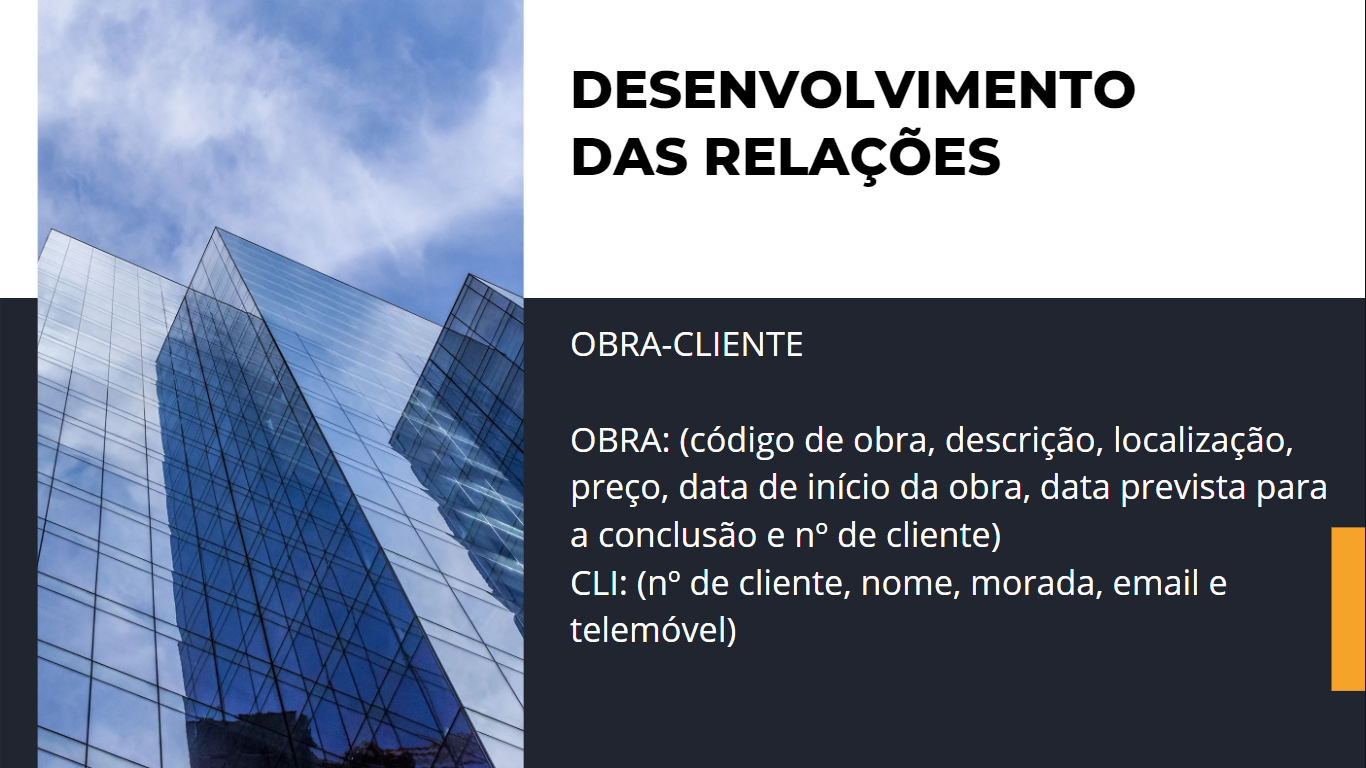 DESENVOLVIMENTO
DAS RELAÇÕES
OBRA-CLIENTE
OBRA: (código de obra, descrição, localização,
preço, data de início da obra, data prevista para
a conclusão e nº de cliente)
CLI: (nº de cliente, nome, morada, email e
telemóvel)